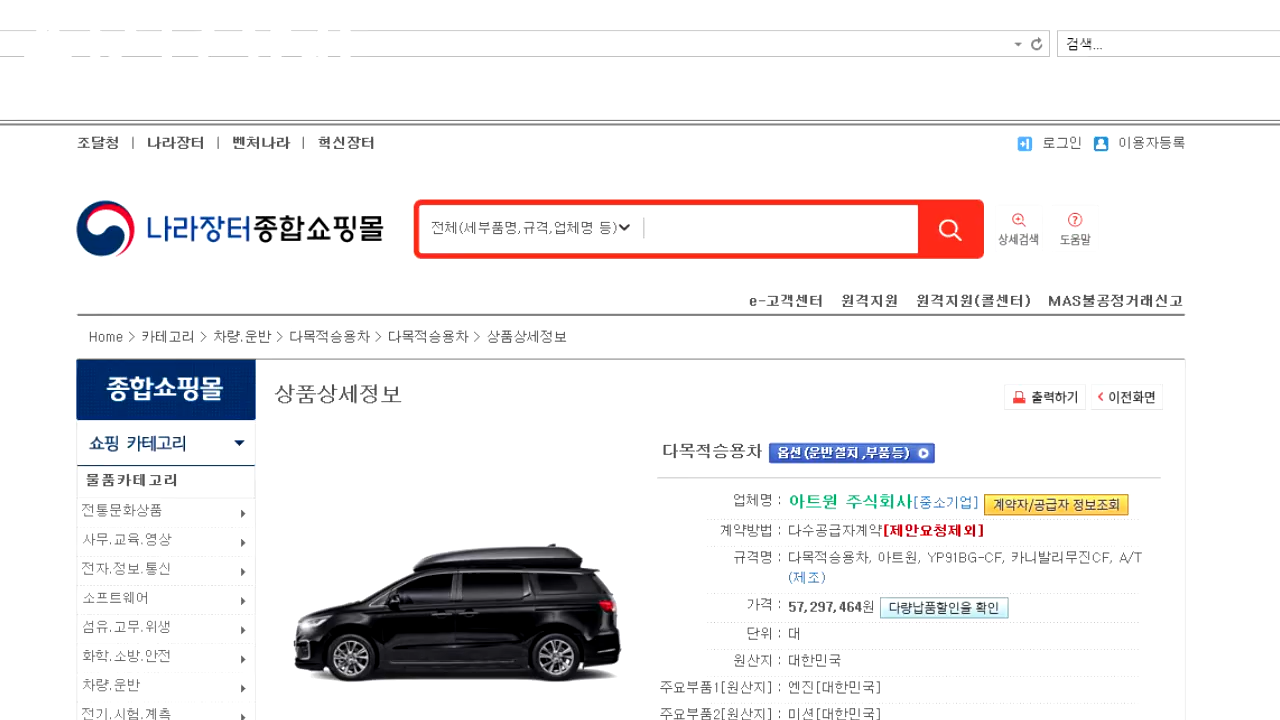 검색...
조달청 | 나라장터 | 벤처나라 | 혁신장터
로그인 이용자등록
나라장터종합쇼핑몰
전체(세부품명,규격,업체명 등)
상세검색 도움말
e-고객센터 원격지원 원격지원(콜센터) MAS불공정거래신고
Home > 카테고리 > 차량.운반 > 다목적승용차 > 다목적승용차 > 상품상세정보
종합쇼핑몰
상품상세정보
출력하기 이전화면
쇼핑 카테고리
물품카테고리
전통문화상품
사무.교육.영상
전자.정보.통신
소프트웨어
섬유.고무.위생
화학.소방.안전
차량.운반
전기.시험.계측
다목적승용차 옵션(운반설치,부품등)
업체명 : 아트원 주식회사[중소기업] 계약자/공급자 정보조회
계약방법 : 다수공급자계약[제안요청제외]
규격명 : 다목적승용차, 아트원, YP91BG-CF, 카니발리무진CF, A/T
(제조)
가격 : 57,297,464원 다량납품할인율 확인
단위 : 대
원산지 : 대한민국
주요부품1[원산지] : 엔진[대한민국]
주요부품2[원산지] : 미션[대한민국]